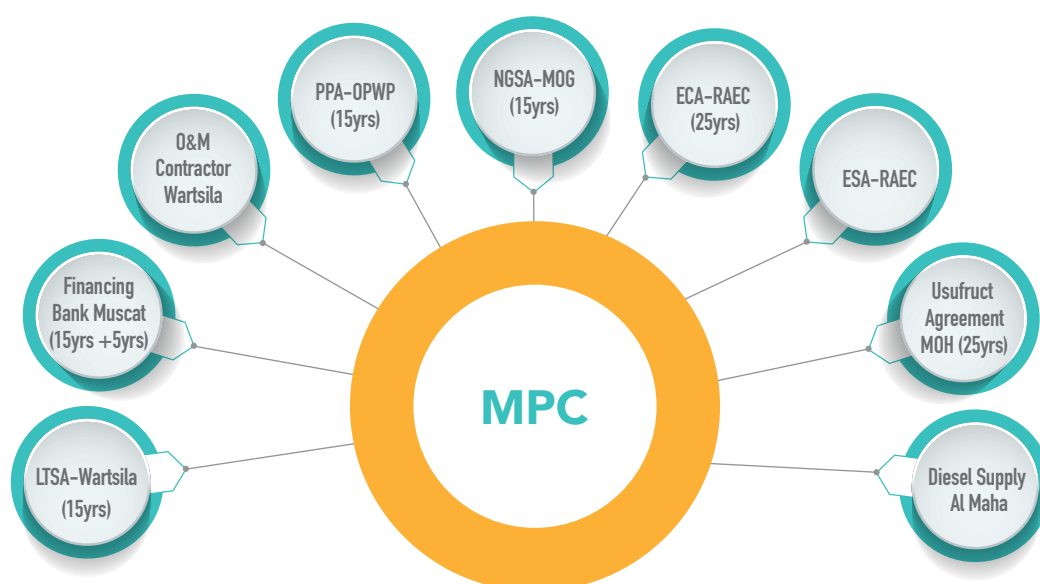 PPA-OPWP
(15yrs)
NGSA-MOG
(15yrs)
ECA-RAEC
(25yrs)
O&M
Contractor
Wartsila
ESA-RAEC
Financing
Bank Muscat
(15yrs +5yrs)
Usufruct
Agreement
MOH (25yrs)
MPC
LTSA-Wartsila
(15yrs)
Diesel Supply
Al Maha